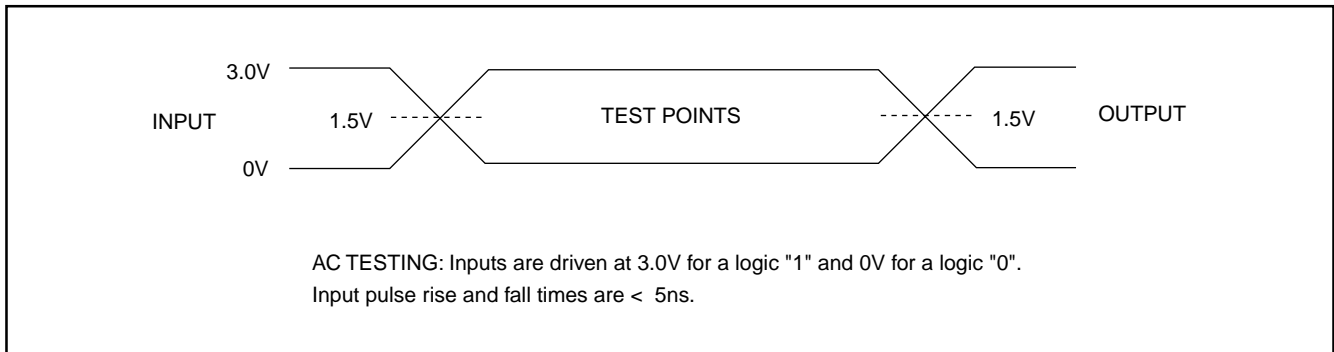 3.0V
INPUT 1.5V TEST POINTS 1.5V OUTPUT
0V
AC TESTING: Inputs are driven at 3.0V for a logic "1" and 0V for a logic "0".
Input pulse rise and fall times are < 5ns.